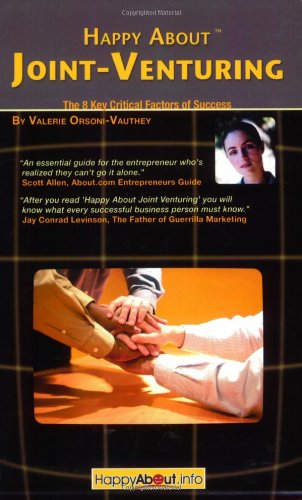 HAPPY ABOUT™
JOINT-VENTURING
The 8 Key Critical Factors of Success
BY VALERIE ORSONI-VAUTHEY
"An essential guide for the entrepreneur who's
realized they can't go it alone."
Scott Allen, About.com Entrepreneurs Guide
"After you read 'Happy About Joint Venturing' you will
know what every successful business person must know."
Jay Conrad Levinson, The Father of Guerrilla Marketing
HappyAbout.info